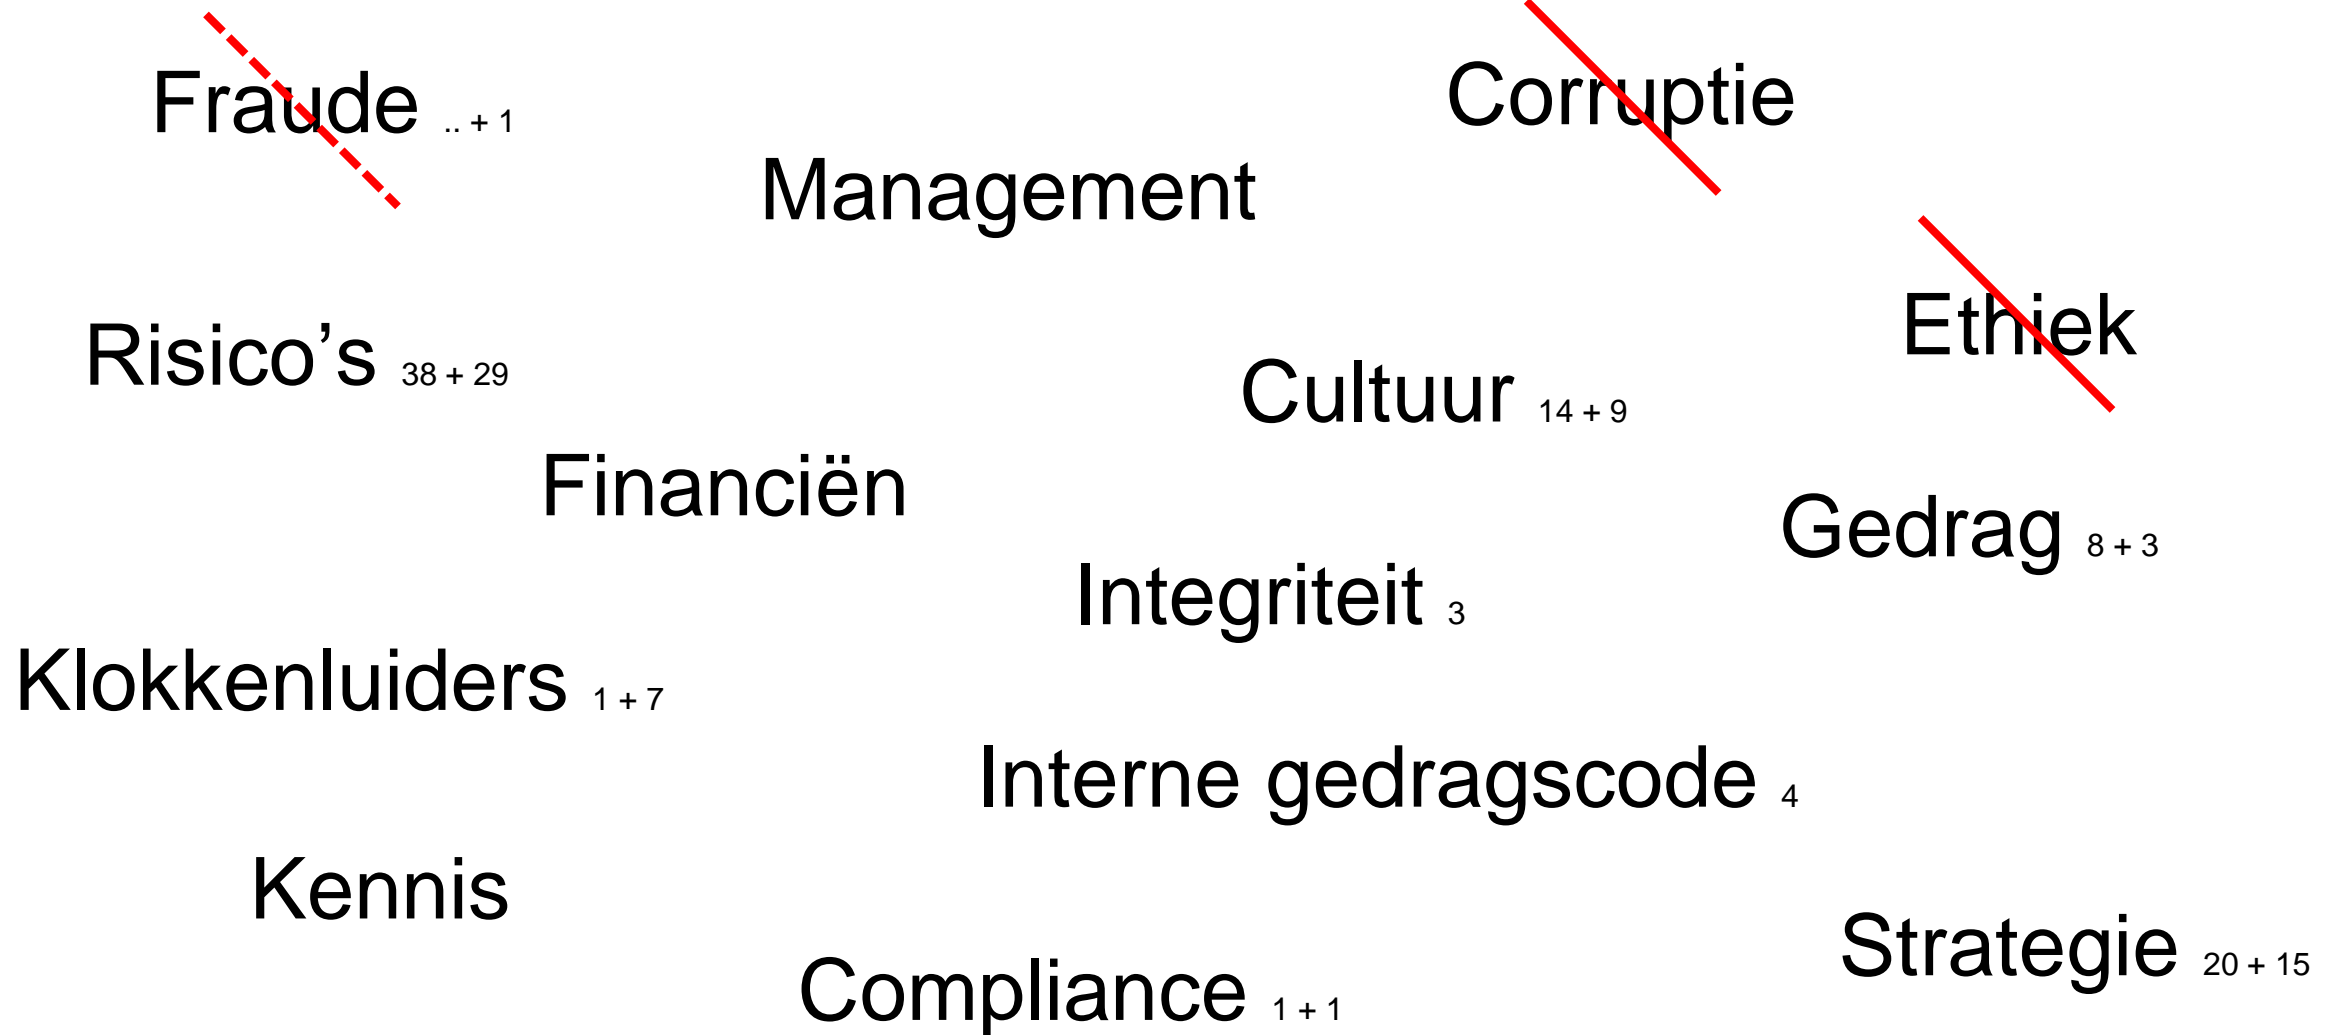 Fraude .. + 1
Corruptie
Management
Ethiek
Risico’s 38 + 29
Cultuur 14 + 9
Financiën
Gedrag 8 + 3
Integriteit 3
Klokkenluiders 1 + 7
Interne gedragscode 4
Kennis
Strategie 20 + 15
Compliance 1 + 1